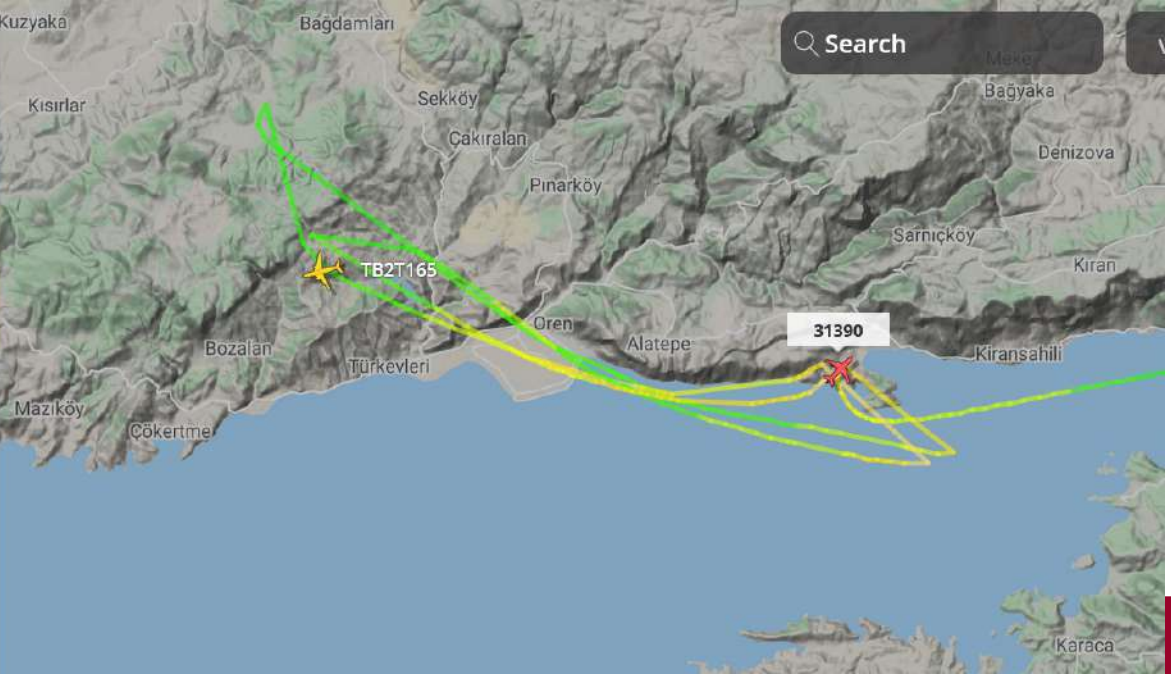 Kuzyaka
Bağdamları
Search
Meke
Bağyaka
Kısırlar
Sekköy
Çakıralan
Denizova
Pınarköy
Sarnıçköy
TB2T165
Kıran
Ören
31390
Bozalan
Türkevleri
Alatepe
Kiransahili
Mazıköy
Çökertme
Karaca